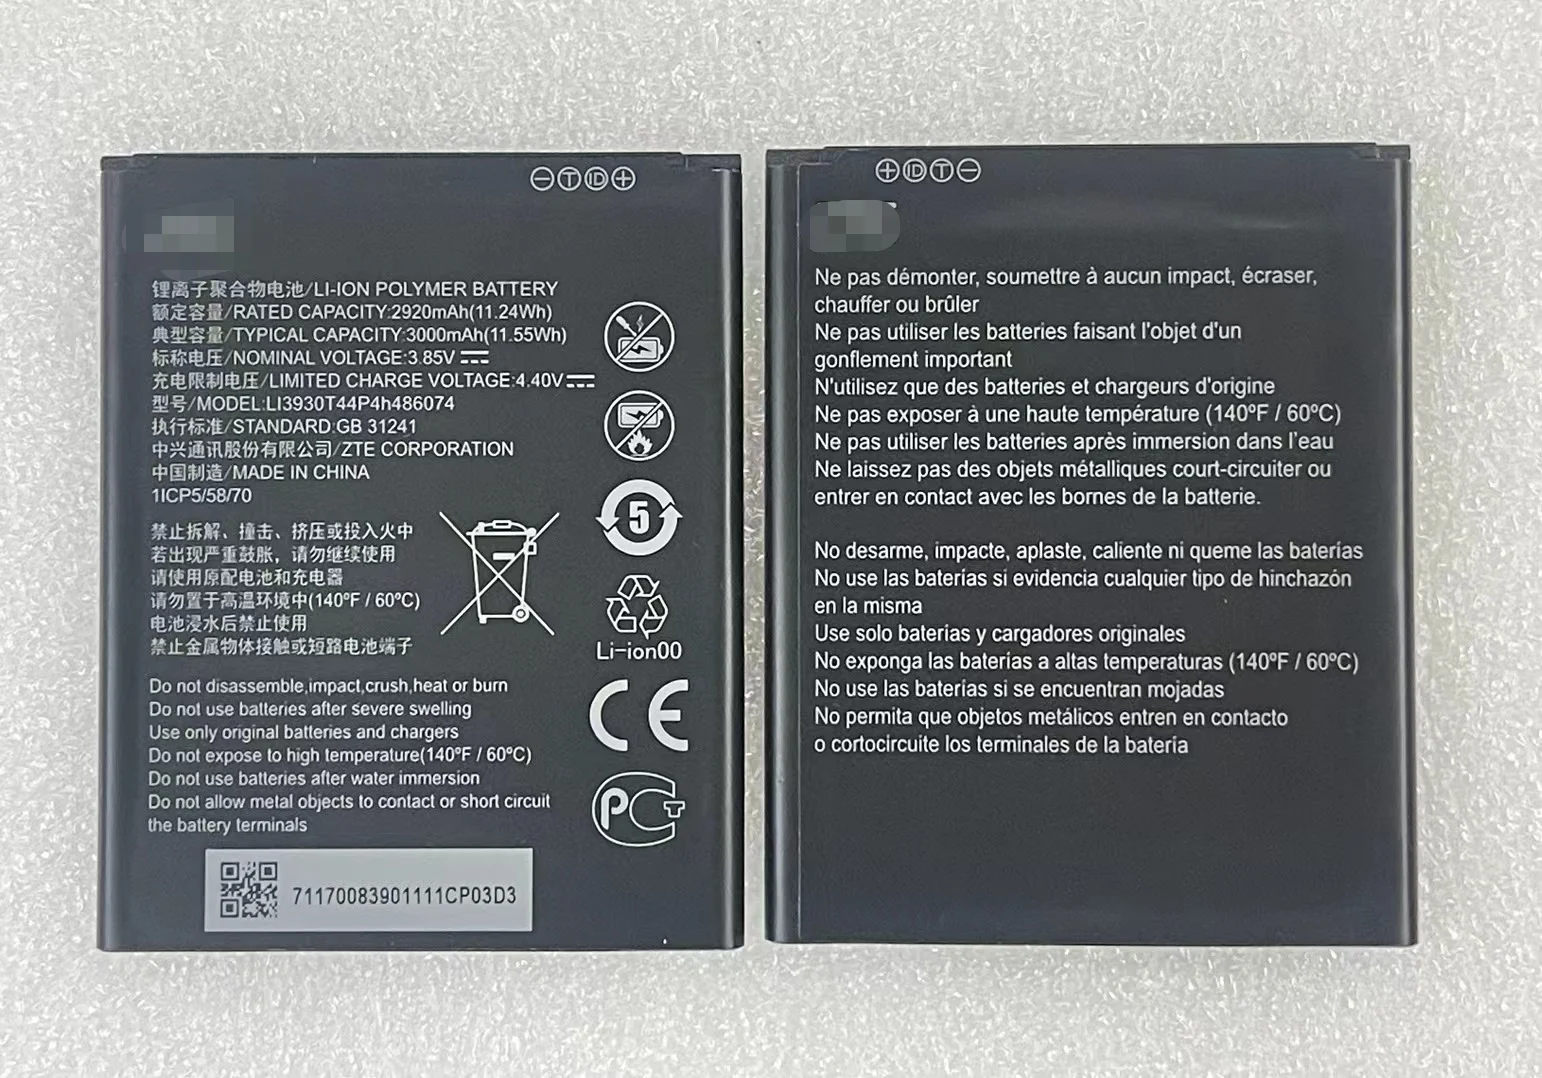 ⊖ⓉⒾⒹ⊕
锂离子聚合物电池/LI-ION POLYMER BATTERY
额定容量/RATED CAPACITY:2920mAh(11.24Wh)
典型容量/TYPICAL CAPACITY:3000mAh(11.55Wh)
标称电压/NOMINAL VOLTAGE:3.85V
充电限制电压/LIMITED CHARGE VOLTAGE:4.40V
型号/MODEL:LI3930T44P4h486074
执行标准/STANDARD:GB 31241
中兴通讯股份有限公司/ZTE CORPORATION
中国制造/MADE IN CHINA
1ICP5/58/70
禁止拆解、撞击、挤压或投入火中
若出现严重鼓胀，请勿继续使用
请使用原配电池和充电器
请勿置于高温环境中(140ºF / 60ºC)
电池浸水后禁止使用
禁止金属物体接触或短路电池端子
Do not disassemble,impact,crush,heat or burn
Do not use batteries after severe swelling
Use only original batteries and chargers
Do not expose to high temperature(140ºF / 60ºC)
Do not use batteries after water immersion
Do not allow metal objects to contact or short circuit
the battery terminals
5
Li-ion00
CE
PCT
71170083901111CP03D3
⊕ⒾⒹⓉ⊖
Ne pas démonter, soumettre à aucun impact, écraser,
chauffer ou brûler
Ne pas utiliser les batteries faisant l'objet d'un
gonflement important
N'utilisez que des batteries et chargeurs d'origine
Ne pas exposer à une haute température (140ºF / 60ºC)
Ne pas utiliser les batteries après immersion dans l'eau
Ne laissez pas des objets métalliques court-circuiter ou
entrer en contact avec les bornes de la batterie.
No desarme, impacte, aplaste, caliente ni queme las baterías
No use las baterías si evidencia cualquier tipo de hinchazón
en la misma
Use solo baterías y cargadores originales
No exponga las baterías a altas temperaturas (140ºF / 60ºC)
No use las baterías si se encuentran mojadas
No permita que objetos metálicos entren en contacto
o cortocircuite los terminales de la batería